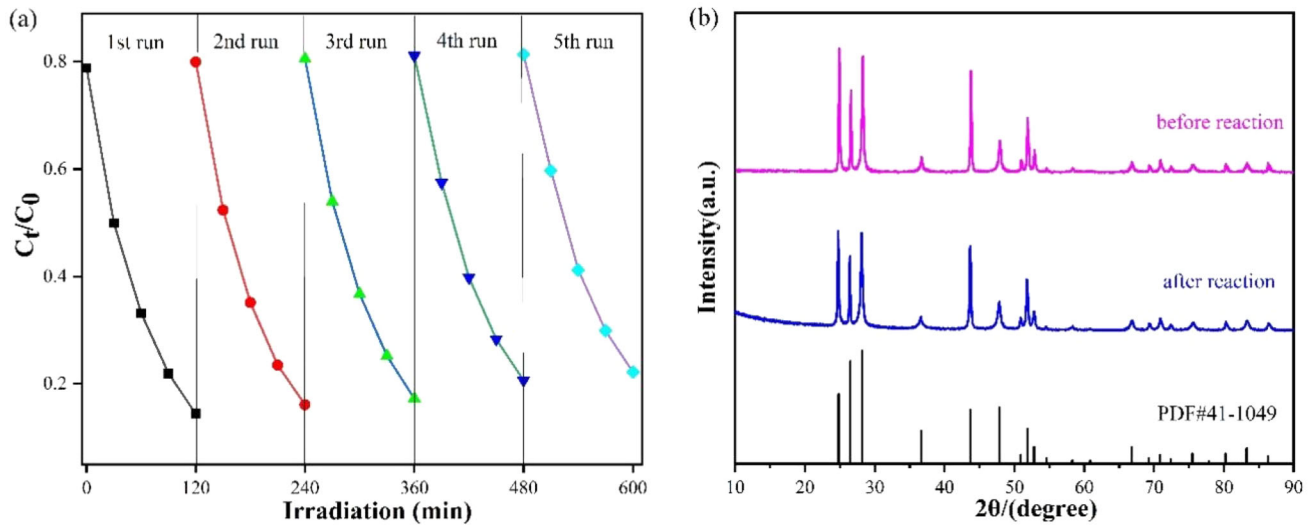 (a)
1st run
2nd run
3rd run
4th run
5th run
0.8
0.6
0.4
0.2
Ct/C0
0
120
240
360
480
600
Irradiation (min)
(b)
before reaction
after reaction
PDF#41-1049
Intensity(a.u.)
10
20
30
40
50
60
70
80
90
2θ/(degree)